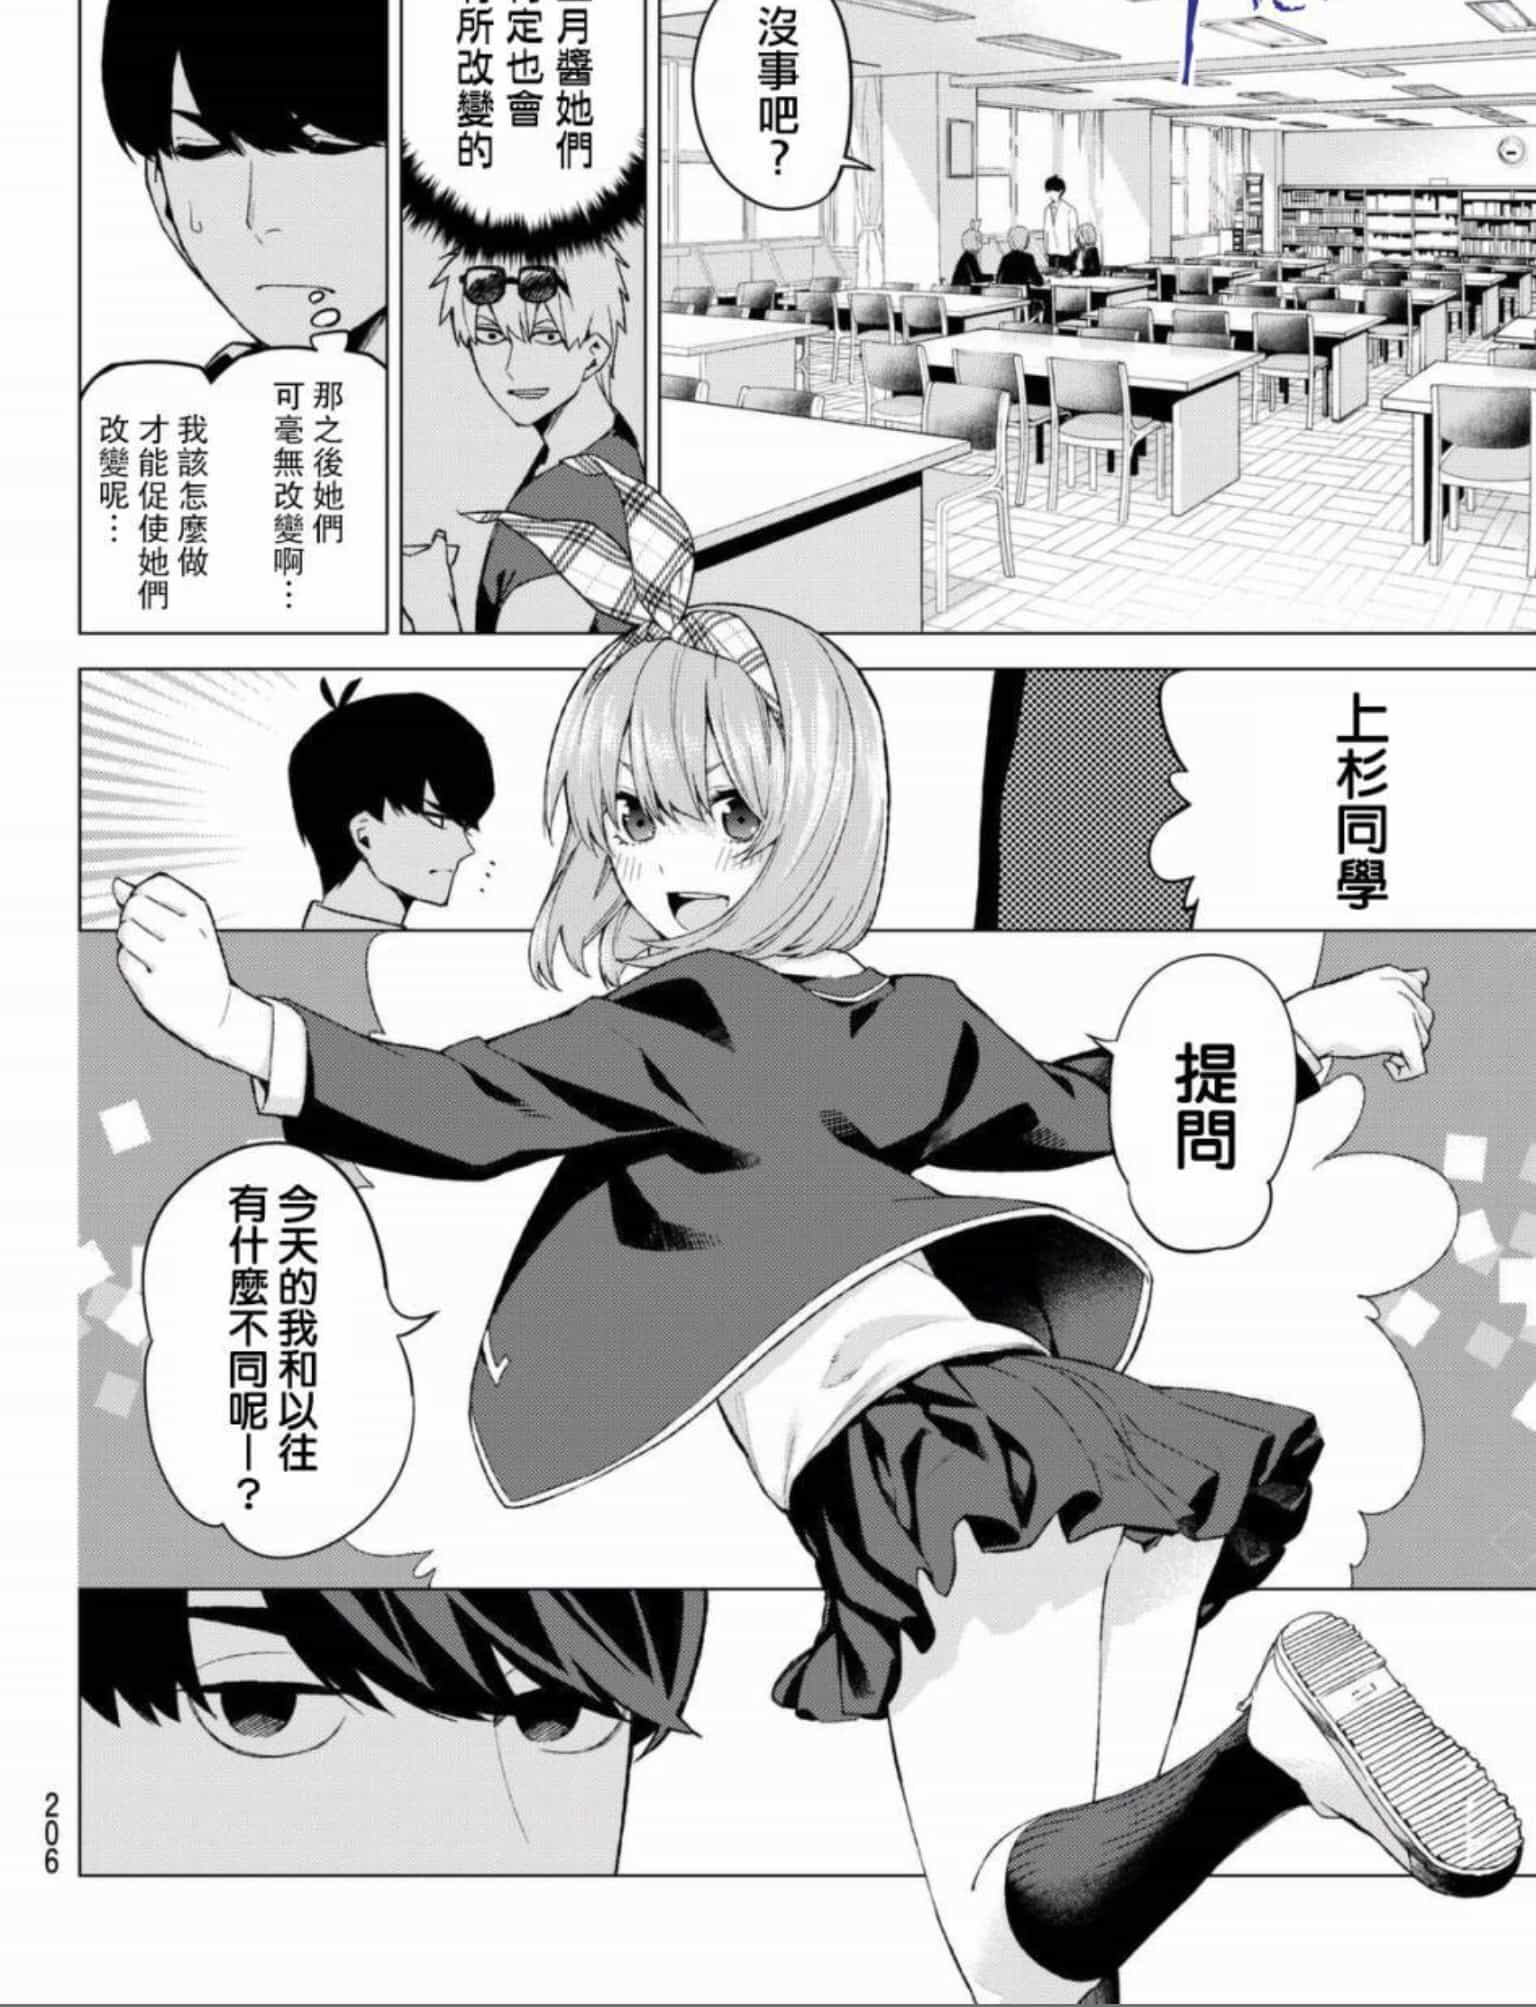 沒事吧？
月醬她們
定也會
所改變的
那之後她們
可毫無改變啊…
我該怎麼做
才能促使她們
改變呢…
上杉同學
提問
今天的我和以往
有什麼不同呢ー？
206